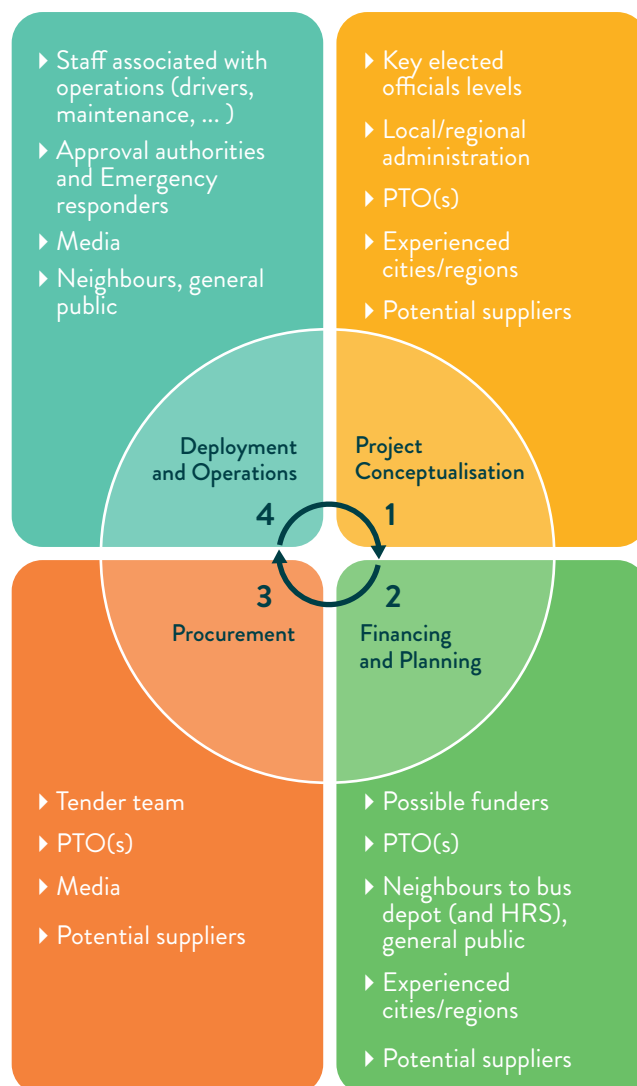 Staff associated with
operations (drivers,
maintenance, ... )
Approval authorities
and Emergency
responders
Media
Neighbours, general
public
Key elected
officials levels
Local/regional
administration
PTO(s)
Experienced
cities/regions
Potential suppliers
Deployment
and Operations
4
Project
Conceptualisation
1
3
Procurement
2
Financing
and Planning
Tender team
PTO(s)
Media
Potential suppliers
Possible funders
PTO(s)
Neighbours to bus
depot (and HRS),
general public
Experienced
cities/regions
Potential suppliers